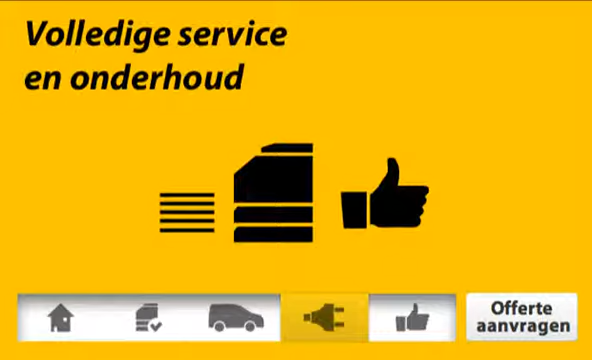 Volledige service
en onderhoud
Offerte
aanvragen